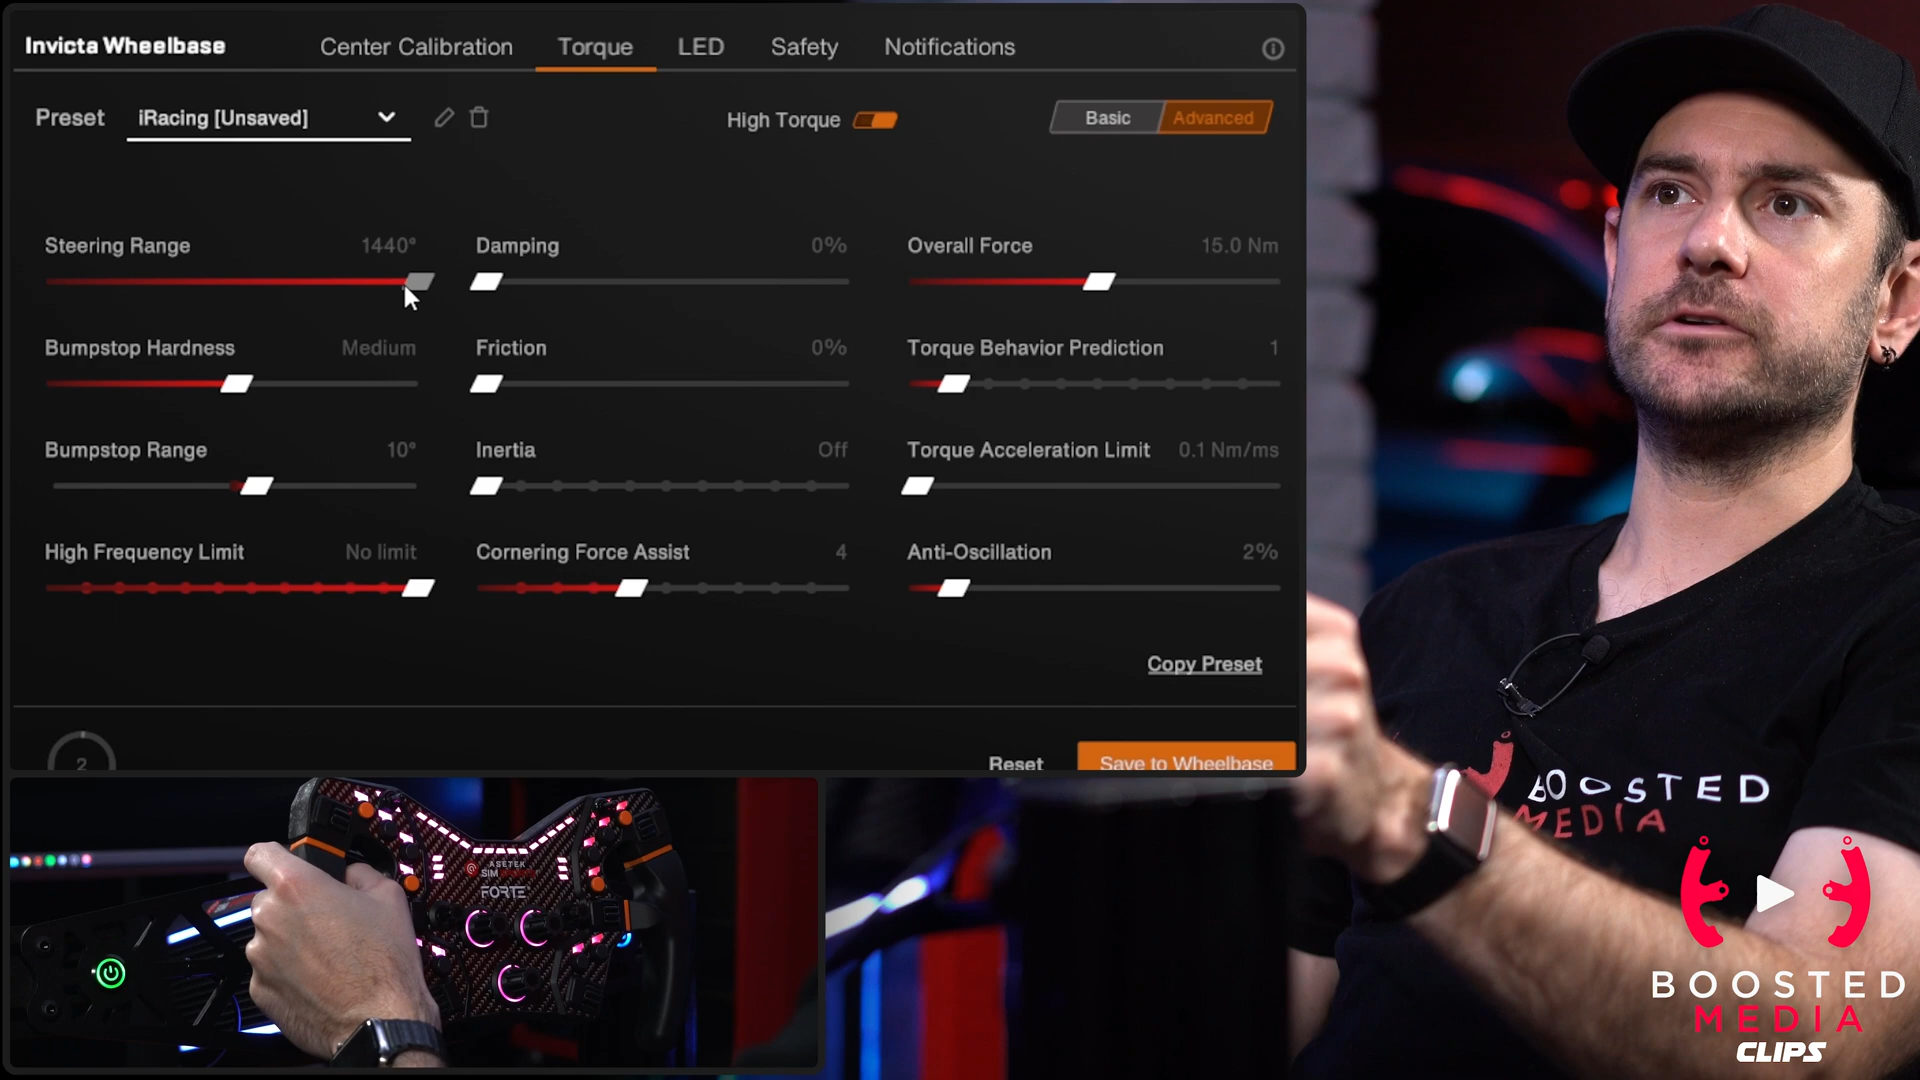 Invicta Wheelbase
Center Calibration
Torque
LED
Safety
Notifications
Preset
iRacing [Unsaved]
High Torque
Basic
Advanced
Steering Range
1440°
Damping
0%
Overall Force
15.0 Nm
Bumpstop Hardness
Medium
Friction
0%
Torque Behavior Prediction
1
Bumpstop Range
10°
Inertia
Off
Torque Acceleration Limit
0.1 Nm/ms
High Frequency Limit
No limit
Cornering Force Assist
4
Anti-Oscillation
2%
Copy Preset
2
Reset
Save to Wheelbase
ASETEK
SIM
FORTE
BOOSTED
MEDIA
BOOSTED
MEDIA
CLIPS